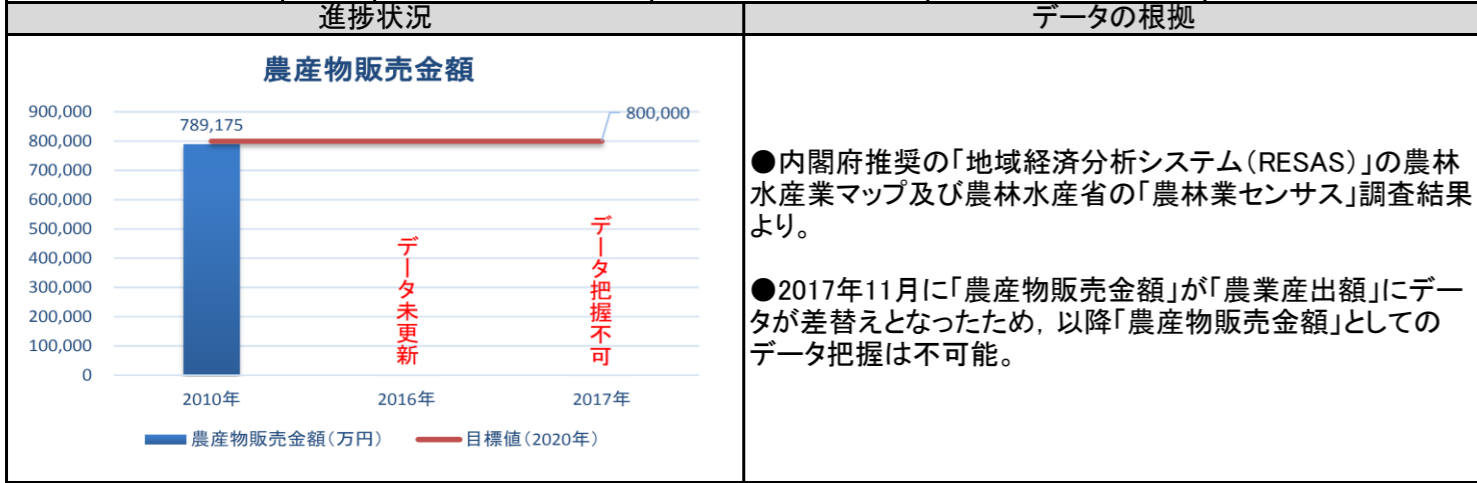 進捗状況
データの根拠
農産物販売金額
900,000
800,000
700,000
600,000
500,000
400,000
300,000
200,000
100,000
0
789,175
800,000
データ未更新
データ把握不可
2010年
2016年
2017年
農産物販売金額(万円)
目標値(2020年)
●内閣府推奨の「地域経済分析システム(RESAS)」の農林
水産業マップ及び農林水産省の「農林業センサス」調査結果
より。
●2017年11月に「農産物販売金額」が「農業産出額」にデー
タが差替えとなったため，以降「農産物販売金額」としての
データ把握は不可能。